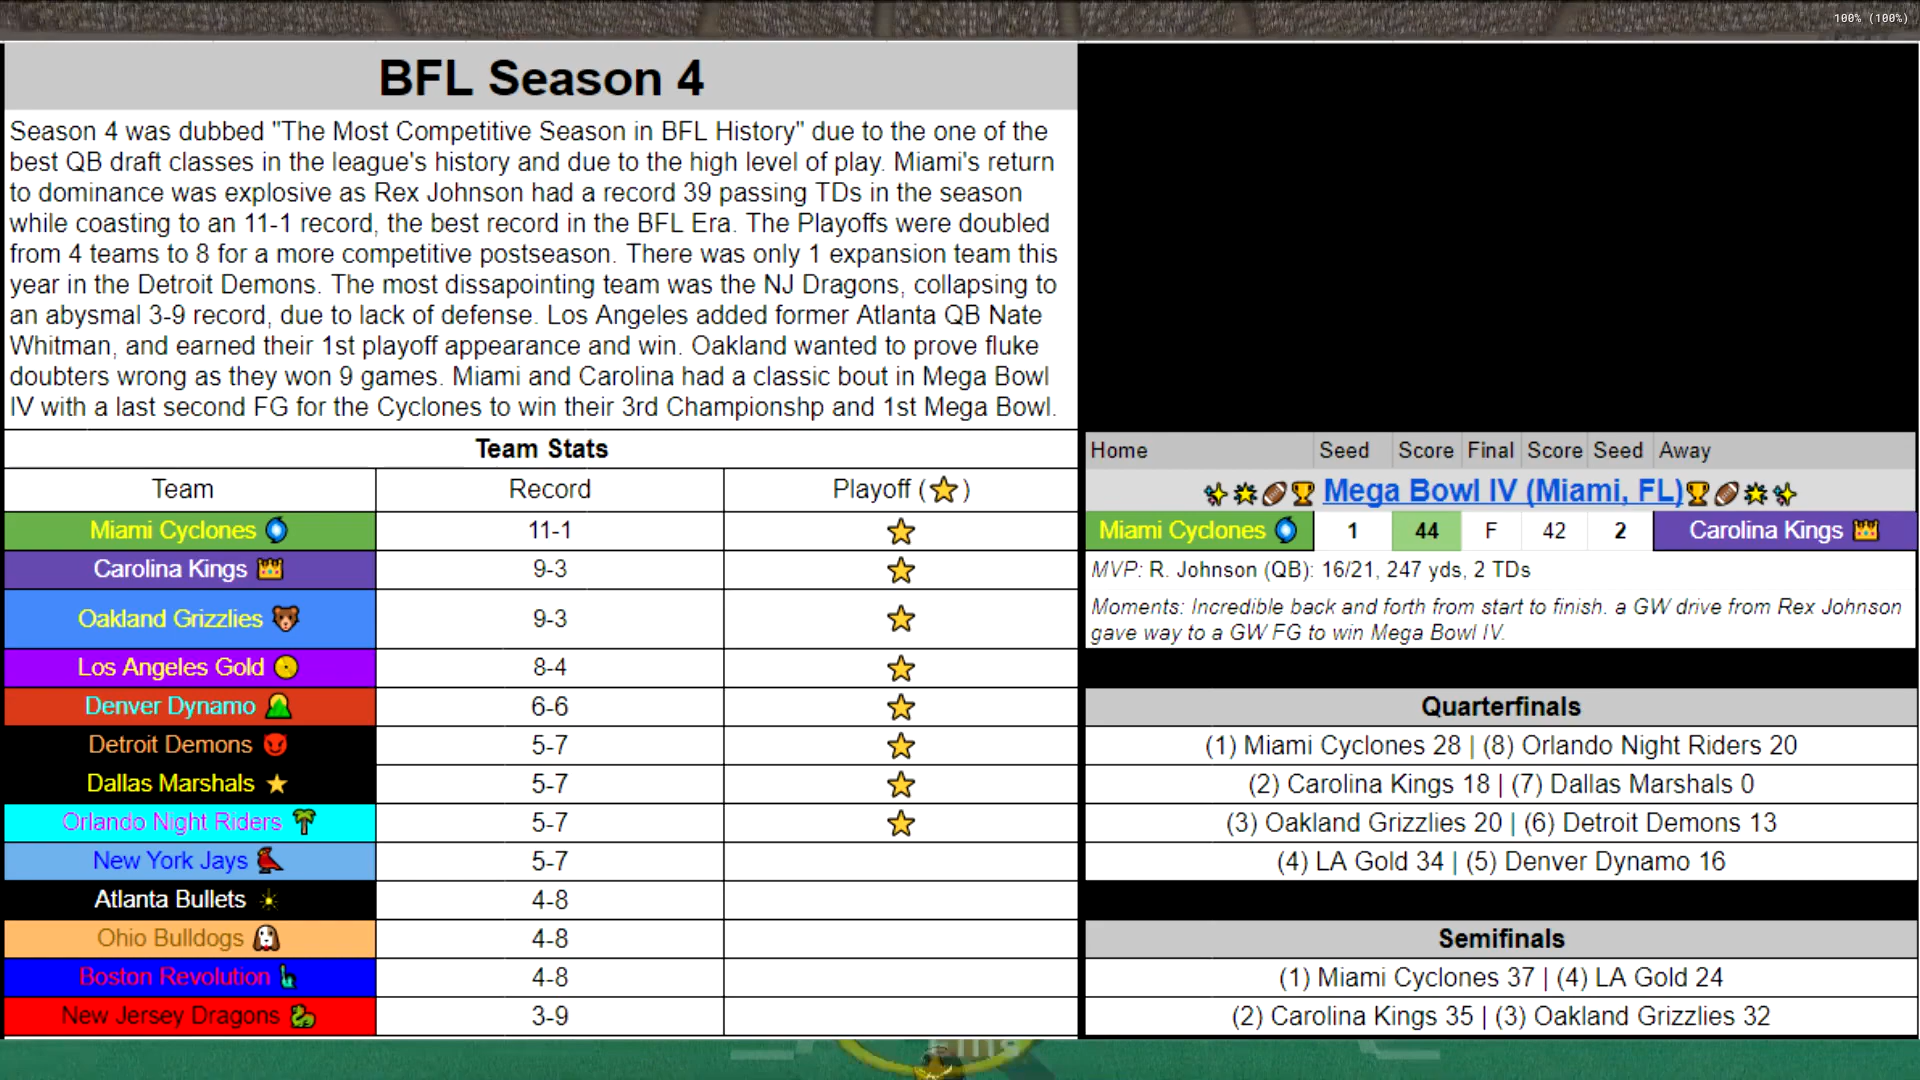 100% (100%)
BFL Season 4
Season 4 was dubbed "The Most Competitive Season in BFL History" due to the one of the
best QB draft classes in the league's history and due to the high level of play. Miami's return
to dominance was explosive as Rex Johnson had a record 39 passing TDs in the season
while coasting to an 11-1 record, the best record in the BFL Era. The Playoffs were doubled
from 4 teams to 8 for a more competitive postseason. There was only 1 expansion team this
year in the Detroit Demons. The most dissapointing team was the NJ Dragons, collapsing to
an abysmal 3-9 record, due to lack of defense. Los Angeles added former Atlanta QB Nate
Whitman, and earned their 1st playoff appearance and win. Oakland wanted to prove fluke
doubters wrong as they won 9 games. Miami and Carolina had a classic bout in Mega Bowl
IV with a last second FG for the Cyclones to win their 3rd Championshp and 1st Mega Bowl.
Team Stats
Team Record Playoff (⭐)
Miami Cyclones 11-1 ⭐
Carolina Kings 9-3 ⭐
Oakland Grizzlies 9-3 ⭐
Los Angeles Gold 8-4 ⭐
Denver Dynamo 6-6 ⭐
Detroit Demons 5-7 ⭐
Dallas Marshals 5-7 ⭐
Orlando Night Riders 5-7 ⭐
New York Jays 5-7
Atlanta Bullets 4-8
Ohio Bulldogs 4-8
Boston Revolution 4-8
New Jersey Dragons 3-9
Home Seed Score Final Score Seed Away
Mega Bowl IV (Miami, FL)
Miami Cyclones 1 44 F 42 2 Carolina Kings
MVP: R. Johnson (QB): 16/21, 247 yds, 2 TDs
Moments: Incredible back and forth from start to finish. a GW drive from Rex Johnson
gave way to a GW FG to win Mega Bowl IV.
Quarterfinals
(1) Miami Cyclones 28 | (8) Orlando Night Riders 20
(2) Carolina Kings 18 | (7) Dallas Marshals 0
(3) Oakland Grizzlies 20 | (6) Detroit Demons 13
(4) LA Gold 34 | (5) Denver Dynamo 16
Semifinals
(1) Miami Cyclones 37 | (4) LA Gold 24
(2) Carolina Kings 35 | (3) Oakland Grizzlies 32